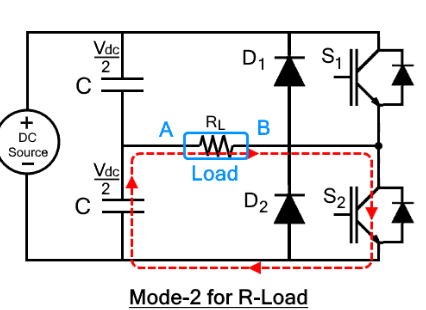 Vdc
2
C
D1
S1
+
DC
Source
−
A
RL
B
Load
Vdc
2
C
D2
S2
Mode-2 for R-Load